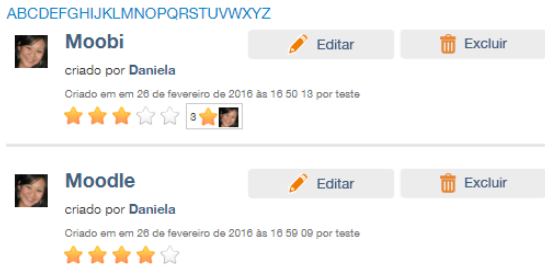 ABCDEFGHIJKLMNOPQRSTUVWXYZ
Moobi Editar Excluir
criado por Daniela
Criado em em 26 de fevereiro de 2016 às 16 50 13 por teste
3
Moodle Editar Excluir
criado por Daniela
Criado em em 26 de fevereiro de 2016 às 16 59 09 por teste